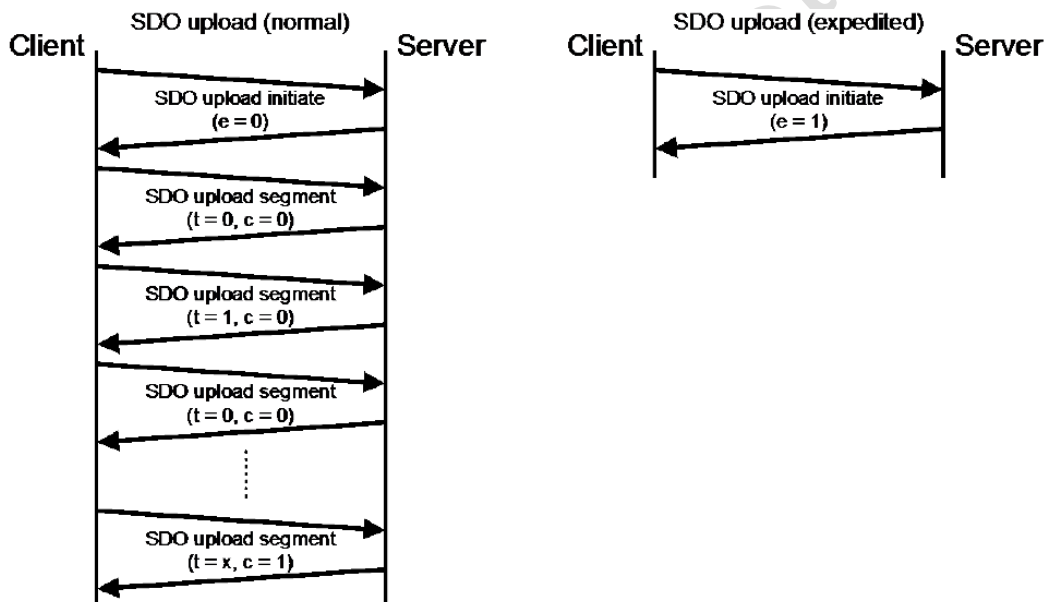 SDO upload (normal)
Client
Server
SDO upload initiate
(e = 0)
SDO upload segment
(t = 0, c = 0)
SDO upload segment
(t = 1, c = 0)
SDO upload segment
(t = 0, c = 0)
SDO upload segment
(t = x, c = 1)
SDO upload (expedited)
Client
Server
SDO upload initiate
(e = 1)